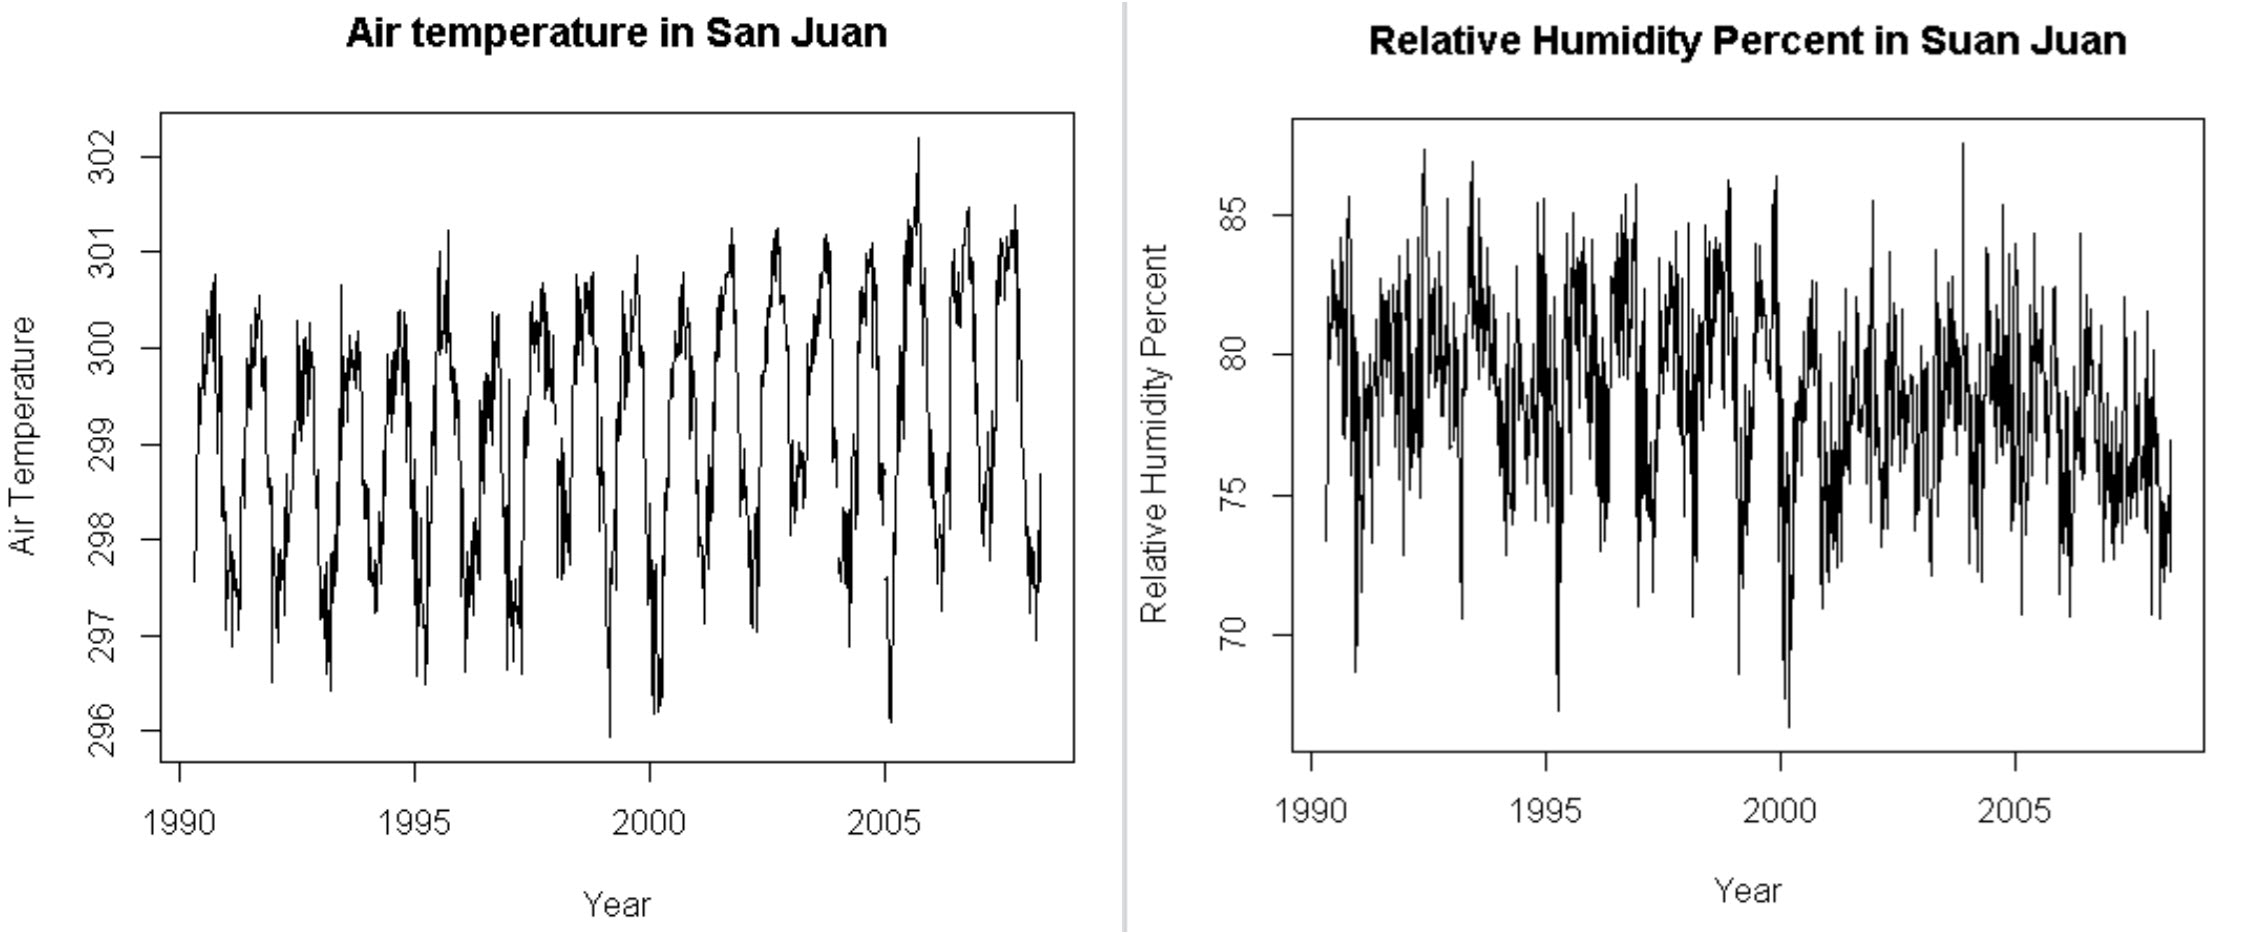 Air temperature in San Juan
Air Temperature
302
301
300
299
298
297
296
1990 1995 2000 2005
Year
Relative Humidity Percent in Suan Juan
Relative Humidity Percent
85
80
75
70
1990 1995 2000 2005
Year